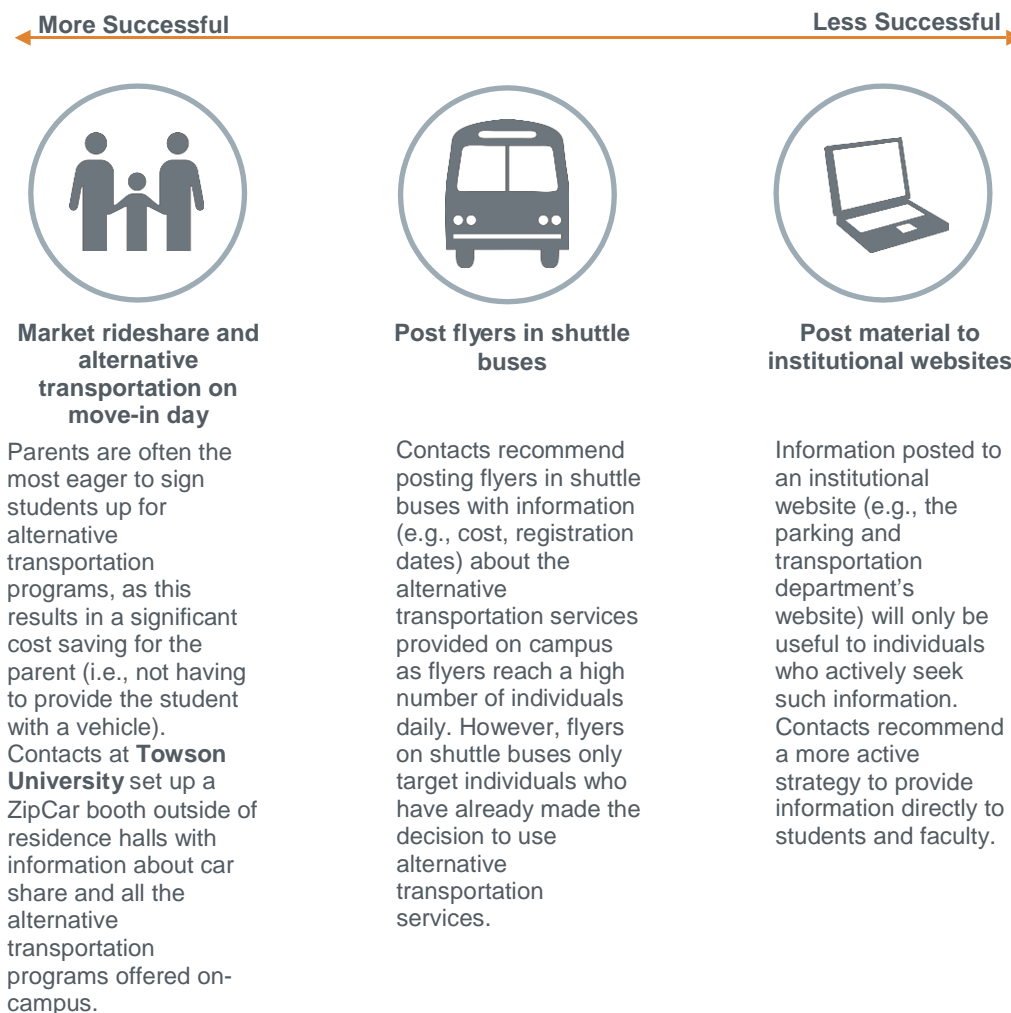 More Successful
Less Successful
Market rideshare and
alternative
transportation on
move-in day
Parents are often the
most eager to sign
students up for
alternative
transportation
programs, as this
results in a significant
cost saving for the
parent (i.e., not having
to provide the student
with a vehicle).
Contacts at Towson
University set up a
ZipCar booth outside of
residence halls with
information about car
share and all the
alternative
transportation
programs offered on-
campus.
Post flyers in shuttle
buses
Contacts recommend
posting flyers in shuttle
buses with information
(e.g., cost, registration
dates) about the
alternative
transportation services
provided on campus
as flyers reach a high
number of individuals
daily. However, flyers
on shuttle buses only
target individuals who
have already made the
decision to use
alternative
transportation
services.
Post material to
institutional websites
Information posted to
an institutional
website (e.g., the
parking and
transportation
department's
website) will only be
useful to individuals
who actively seek
such information.
Contacts recommend
a more active
strategy to provide
information directly to
students and faculty.